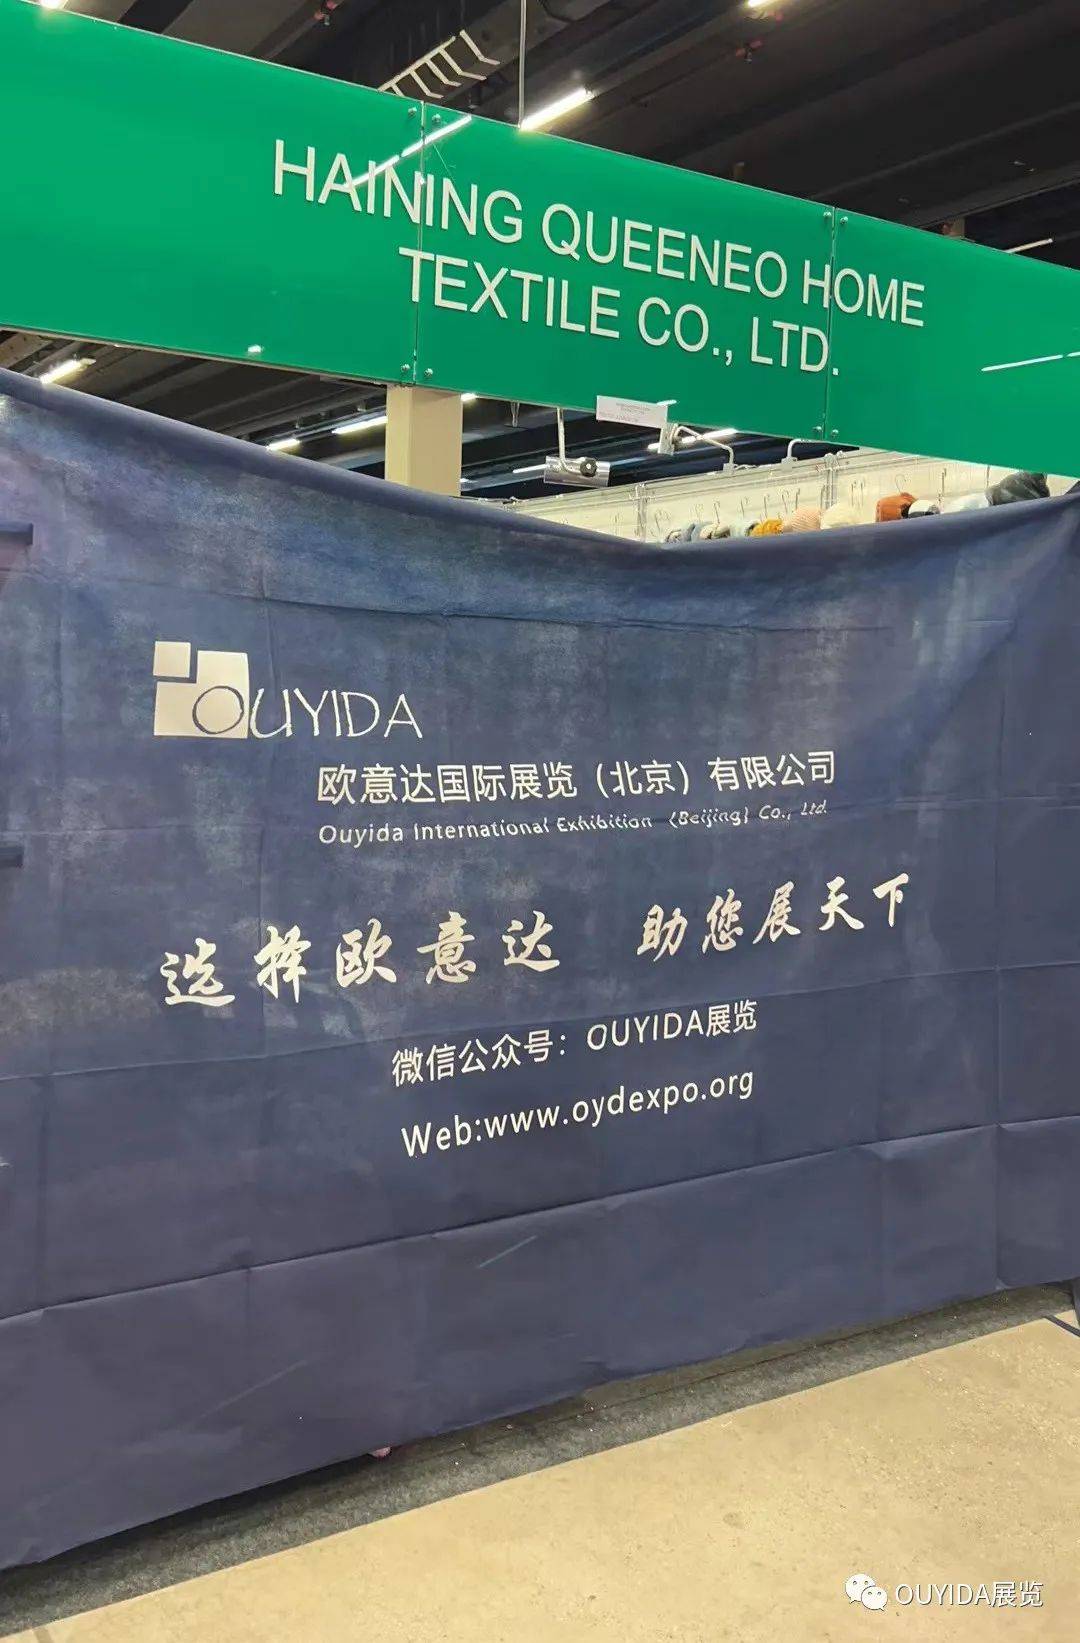 HAINING QUEENEO HOME
TEXTILE CO., LTD.
OUYIDA
欧意达国际展览（北京）有限公司
Ouyida International Exhibition (Beijing) Co., Ltd.
选择欧意达 助您展天下
微信公众号：OUYIDA展览
Web:www.oydexpo.org
OUYIDA展览